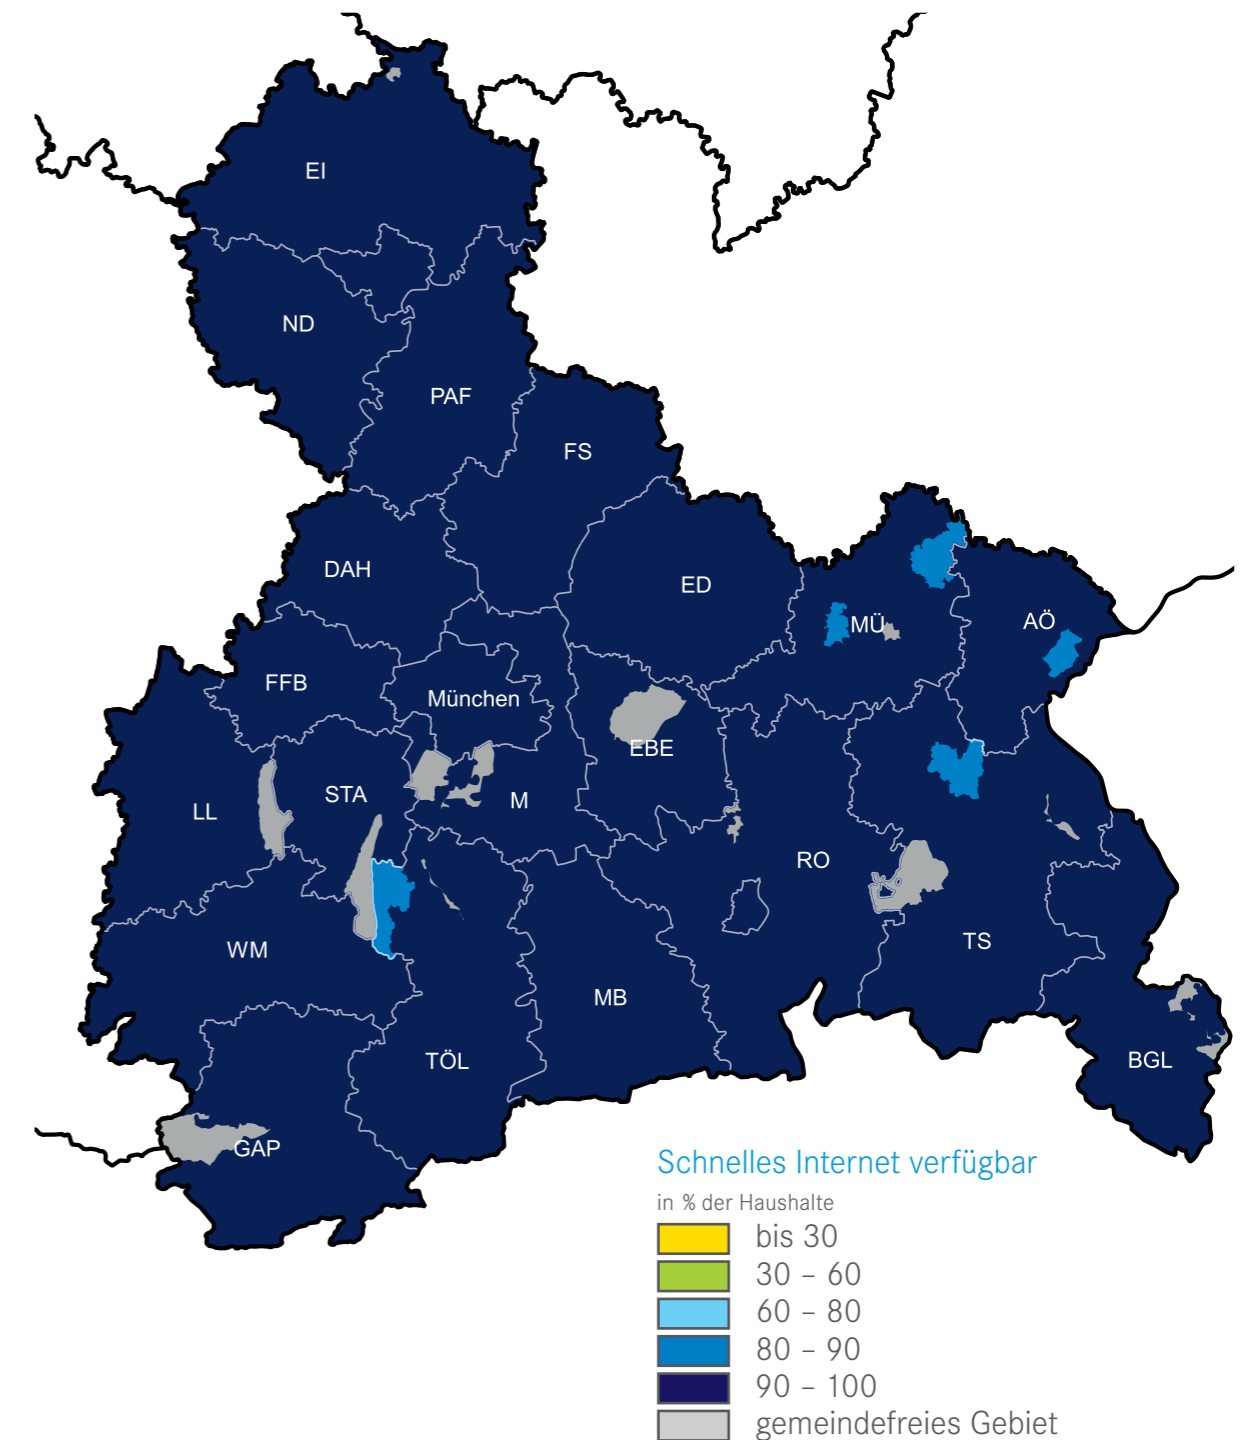 EI
ND
PAF
FS
DAH
ED
MÜ
AÖ
FFB
München
EBE
STA
LL
M
RO
WM
TS
MB
TÖL
BGL
GAP
Schnelles Internet verfügbar
in % der Haushalte
bis 30
30 – 60
60 – 80
80 – 90
90 – 100
gemeindefreies Gebiet